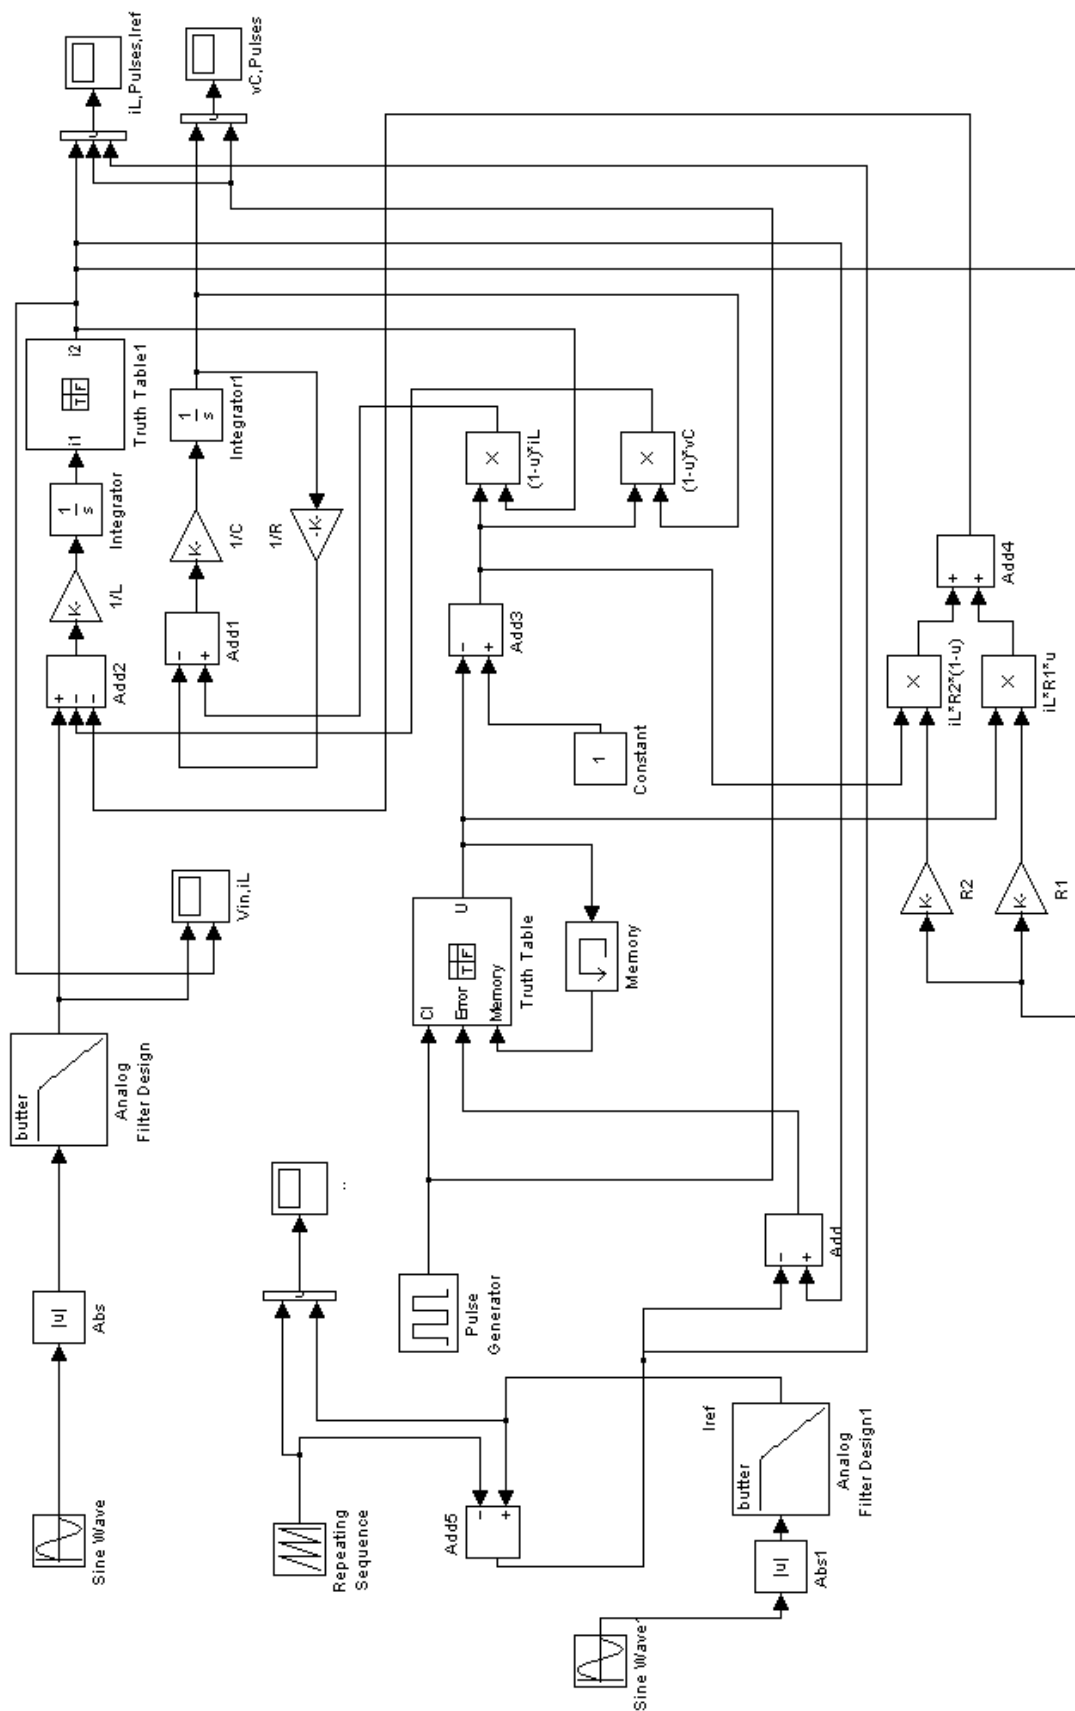 butter
Analog
Filter Design
|u|
Abs
Sine Wave
Vin,iL
+
-
-
Add2
K-
1/L
1
s
Integrator
i1
i2
T F
Truth Table1
iL,Pulses,Iref
-
+
Add1
K-
1/C
1
s
Integrator1
-K-
1/R
vC,Pulses
Repeating
Sequence
..
Pulse
Generator
Cl
Error
Memory
U
T F
Truth Table
Memory
1
Constant
-
+
Add3
×
(1-u)*iL
×
(1-u)*vC
-
+
Add5
-
+
Add
Sine Wave1
|u|
Abs1
Iref
butter
Analog
Filter Design1
K-
R2
K-
R1
×
iL*R2*(1-u)
×
iL*R1*u
+
+
Add4